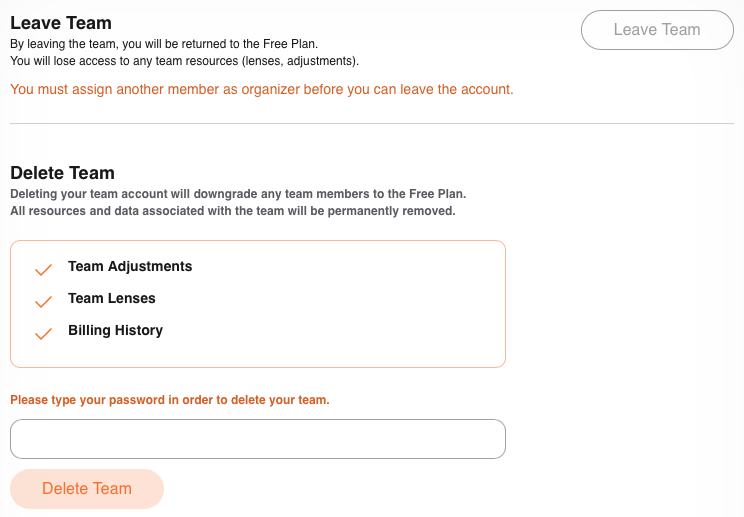 Leave Team
Leave Team
By leaving the team, you will be returned to the Free Plan.
You will lose access to any team resources (lenses, adjustments).
You must assign another member as organizer before you can leave the account.
Delete Team
Deleting your team account will downgrade any team members to the Free Plan.
All resources and data associated with the team will be permanently removed.
Team Adjustments
Team Lenses
Billing History
Please type your password in order to delete your team.
Delete Team